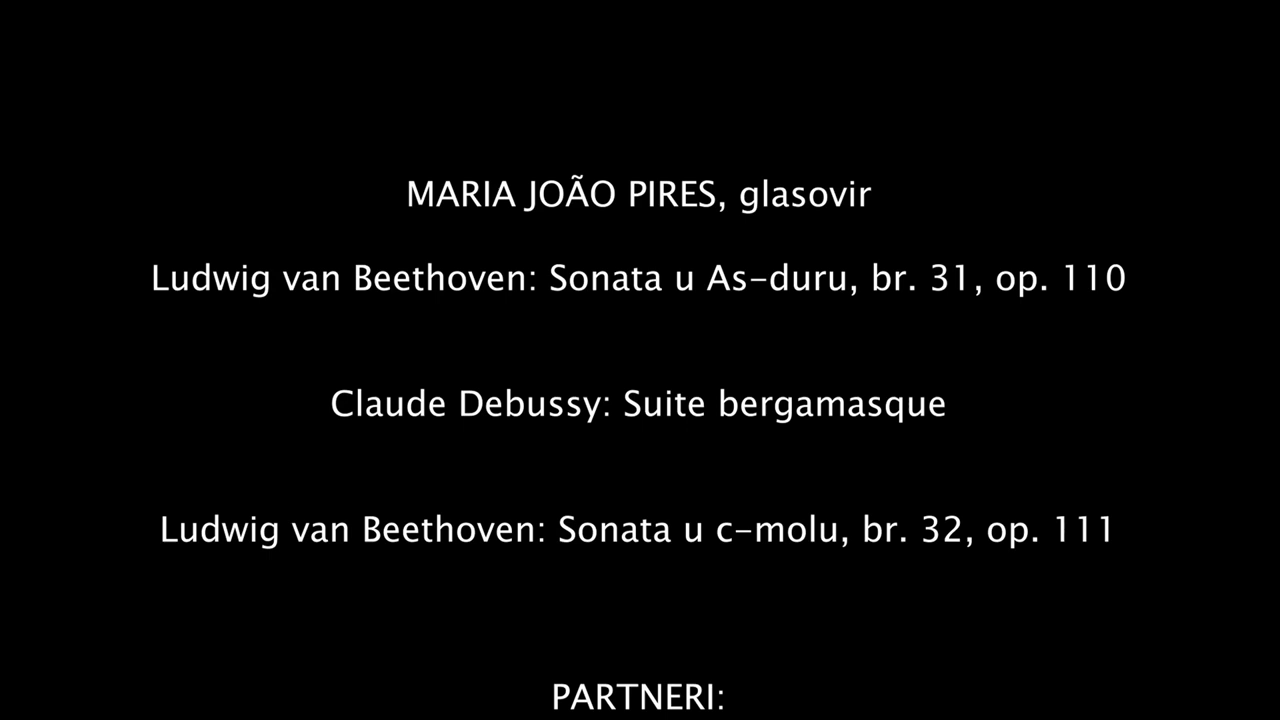 MARIA JOÃO PIRES, glasovir
Ludwig van Beethoven: Sonata u As-duru, br. 31, op. 110
Claude Debussy: Suite bergamasque
Ludwig van Beethoven: Sonata u c-molu, br. 32, op. 111
PARTNERI: